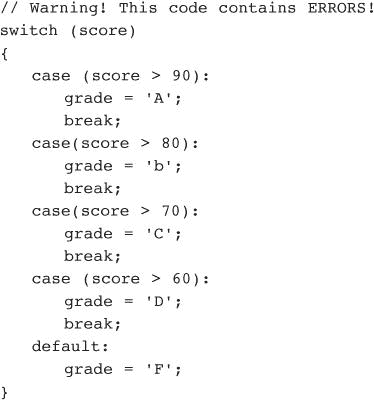 // Warning! This code contains ERRORS!
switch (score)
{
case (score > 90):
grade = 'A';
break;
case(score > 80):
grade = 'b';
break;
case(score > 70):
grade = 'C';
break;
case (score > 60):
grade = 'D';
break;
default:
grade = 'F';
}